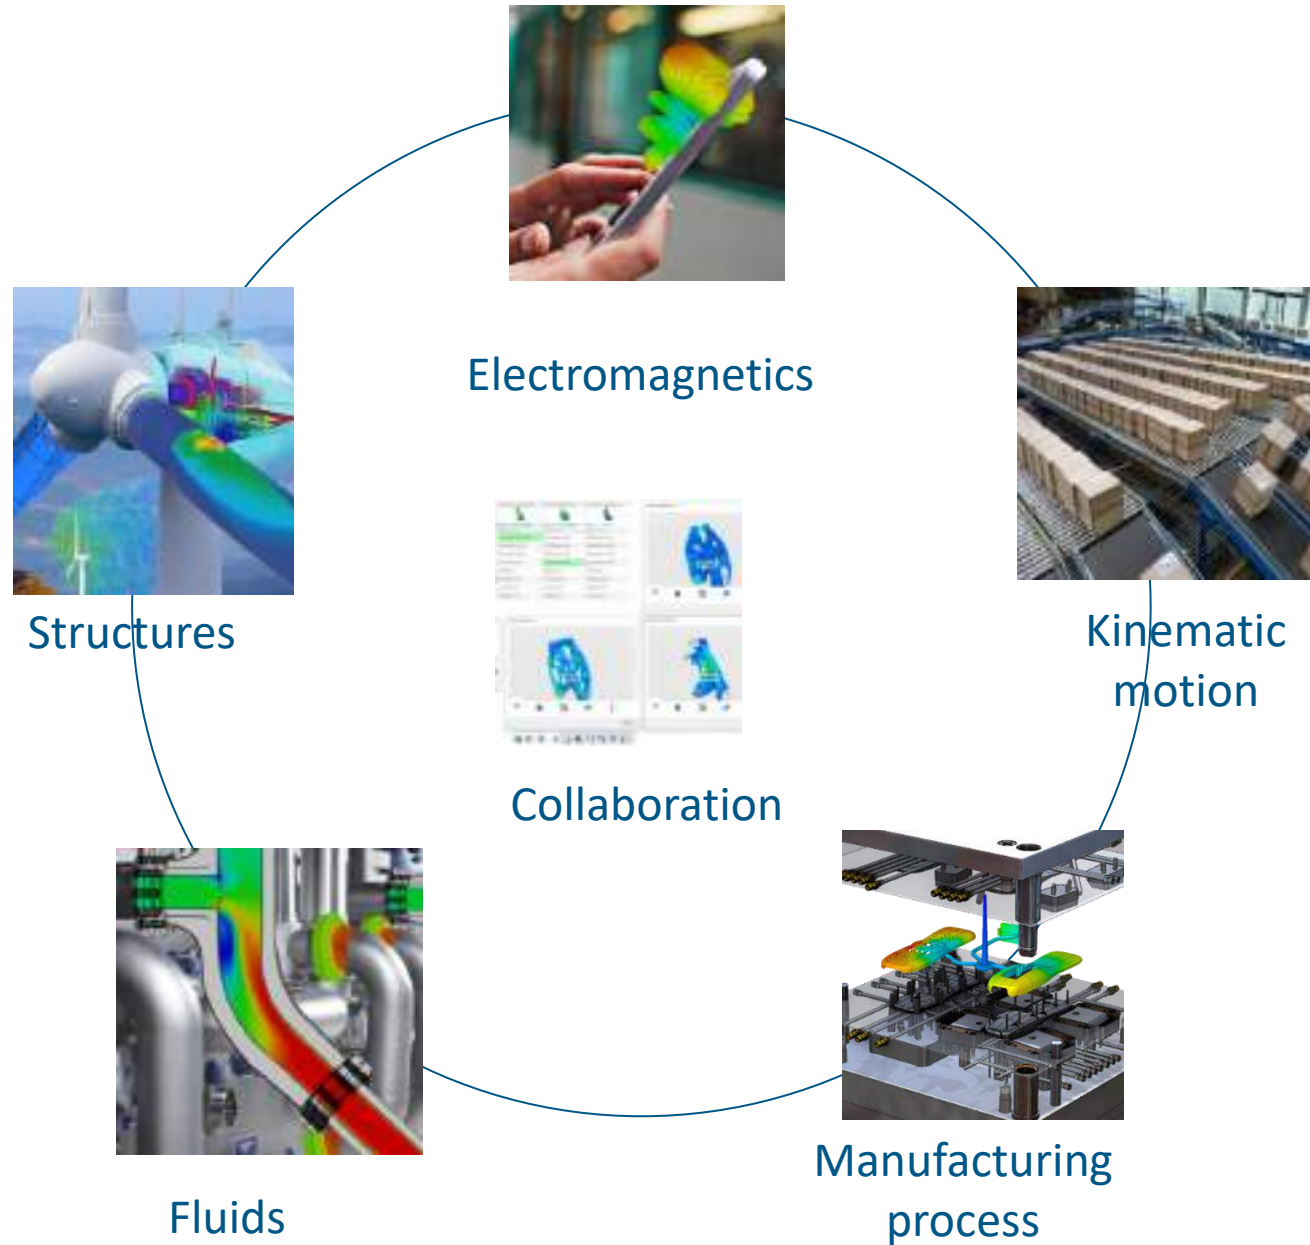 Electromagnetics
Structures
Kinematic
motion
Collaboration
Manufacturing
process
Fluids